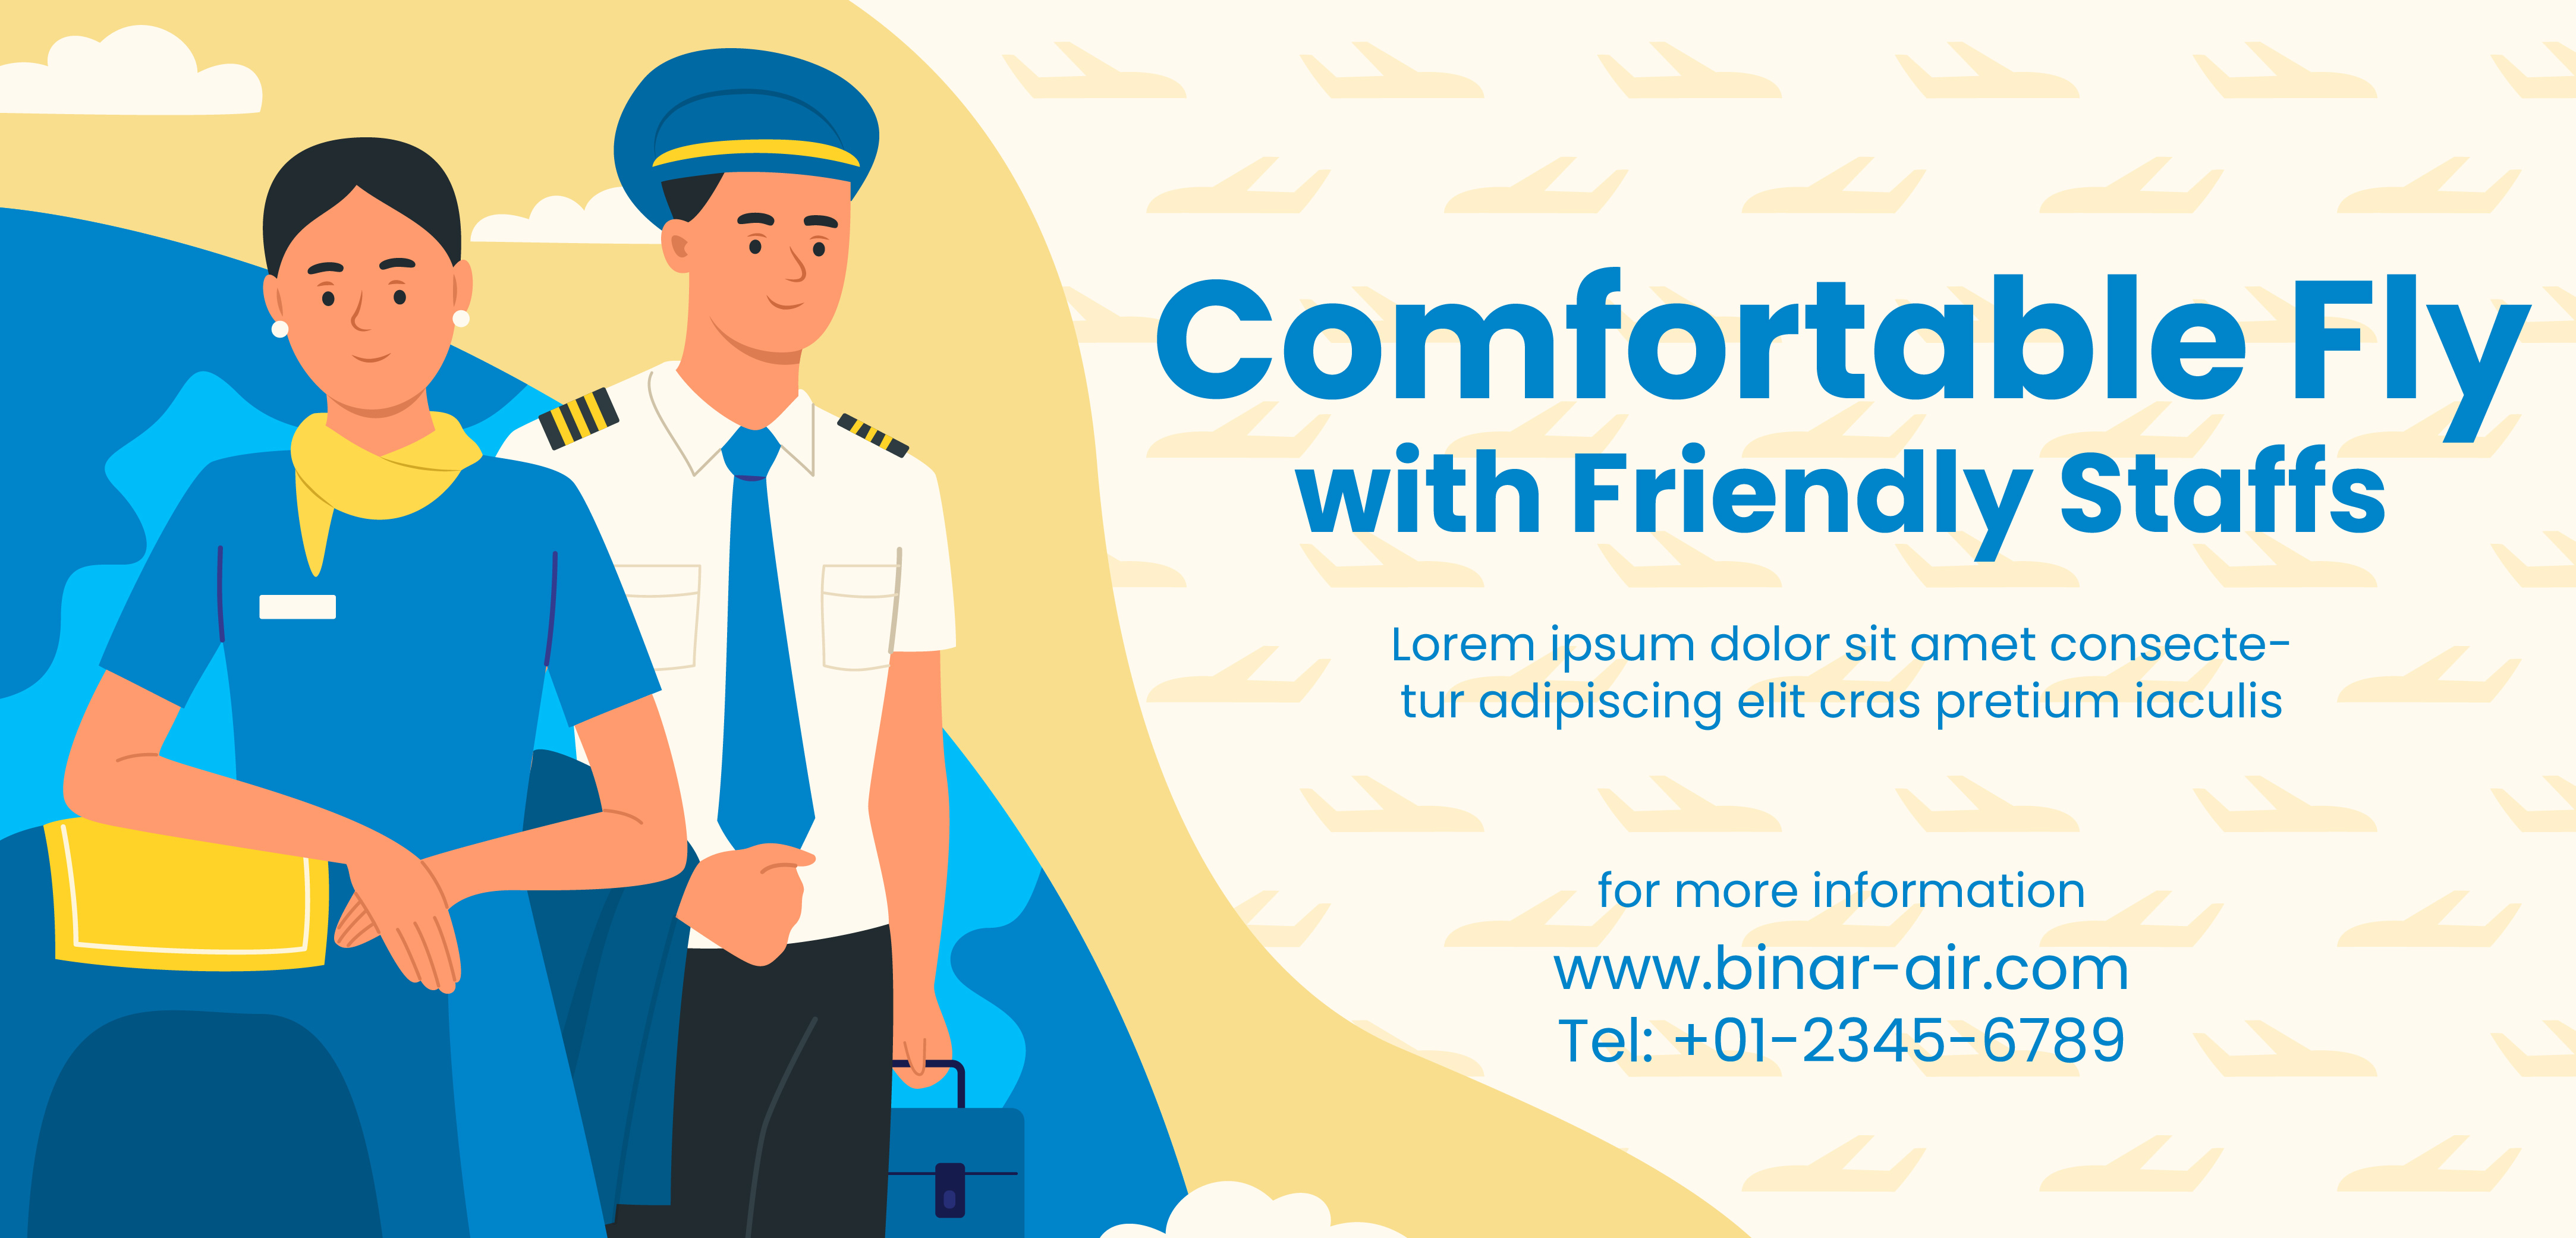 Comfortable Fly
with Friendly Staffs
Lorem ipsum dolor sit amet consecte-
tur adipiscing elit cras pretium iaculis
for more information
www.binar-air.com
Tel: +01-2345-6789